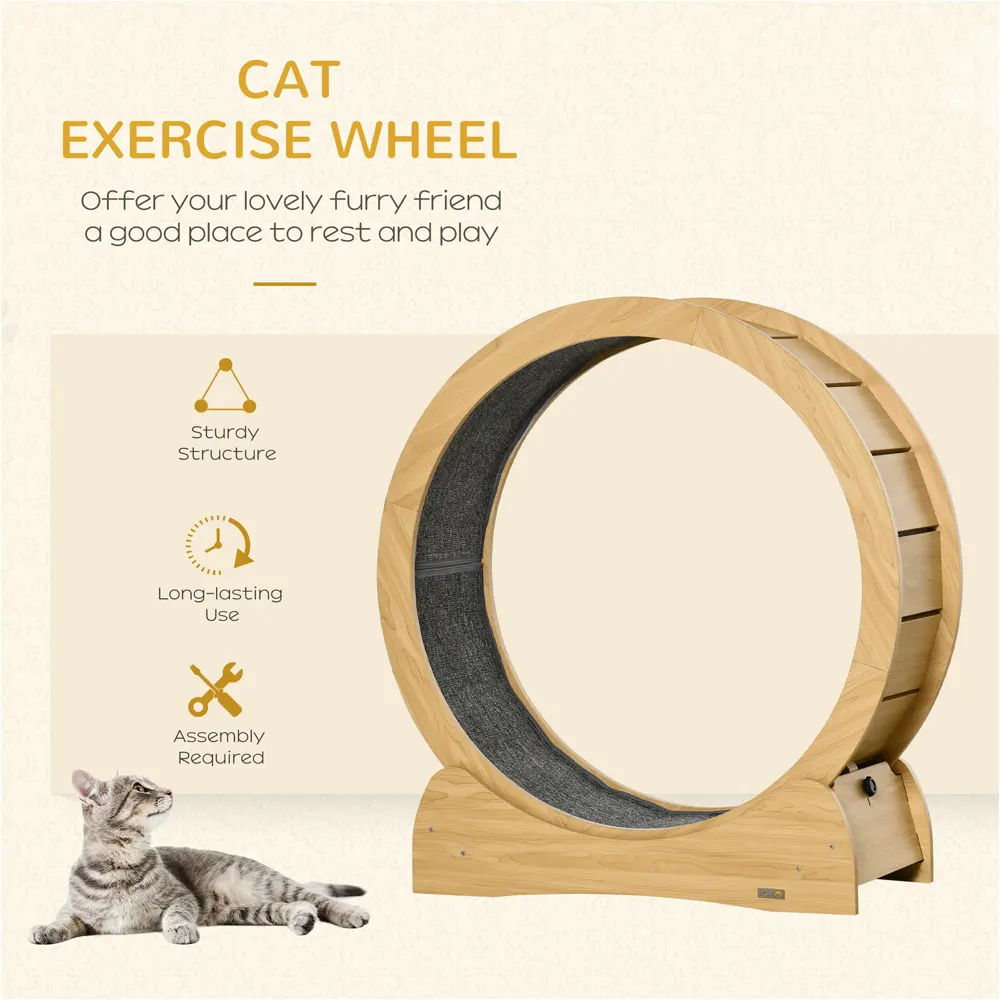 CAT
EXERCISE WHEEL
Offer your lovely furry friend
a good place to rest and play
Sturdy
Structure
Long-lasting
Use
Assembly
Required